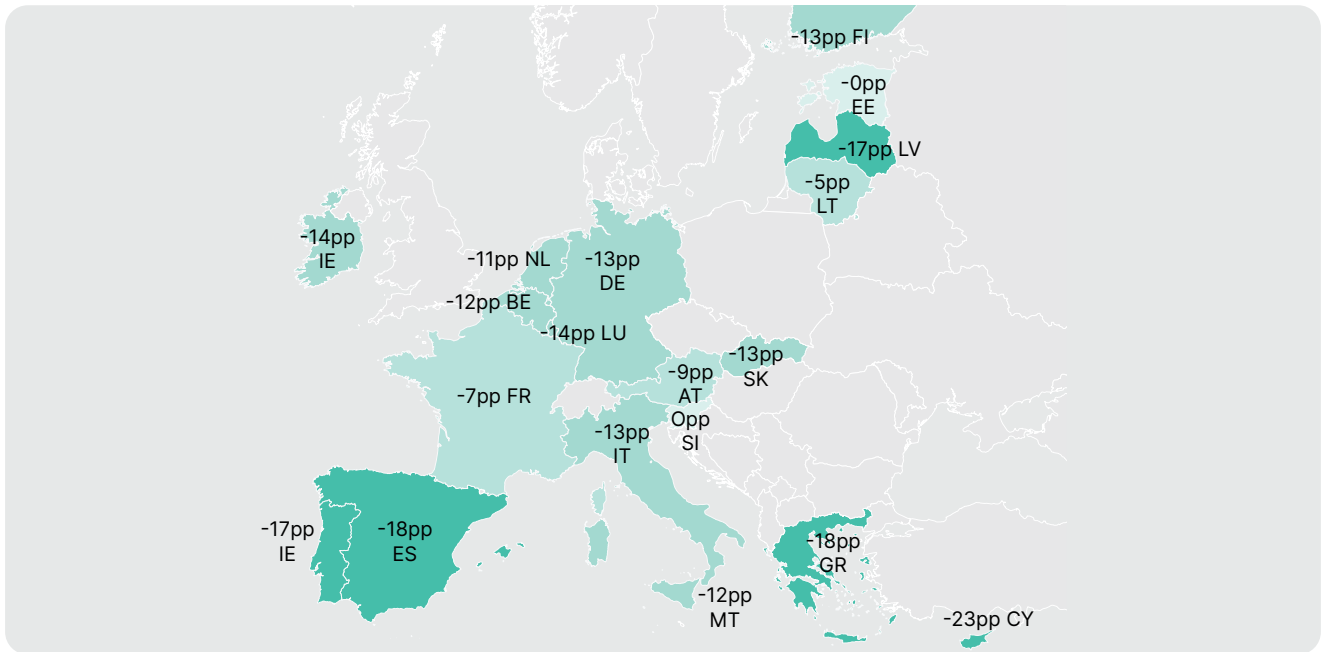 -13pp FI
-0pp
EE
-17pp LV
-5pp
LT
-14pp
IE
-11pp NL
-13pp
DE
-12pp BE
-14pp LU
-13pp
SK
-9pp
AT
-7pp FR
0pp
SI
-13pp
IT
-17pp
IE
-18pp
ES
-18pp
GR
-12pp
MT
-23pp CY